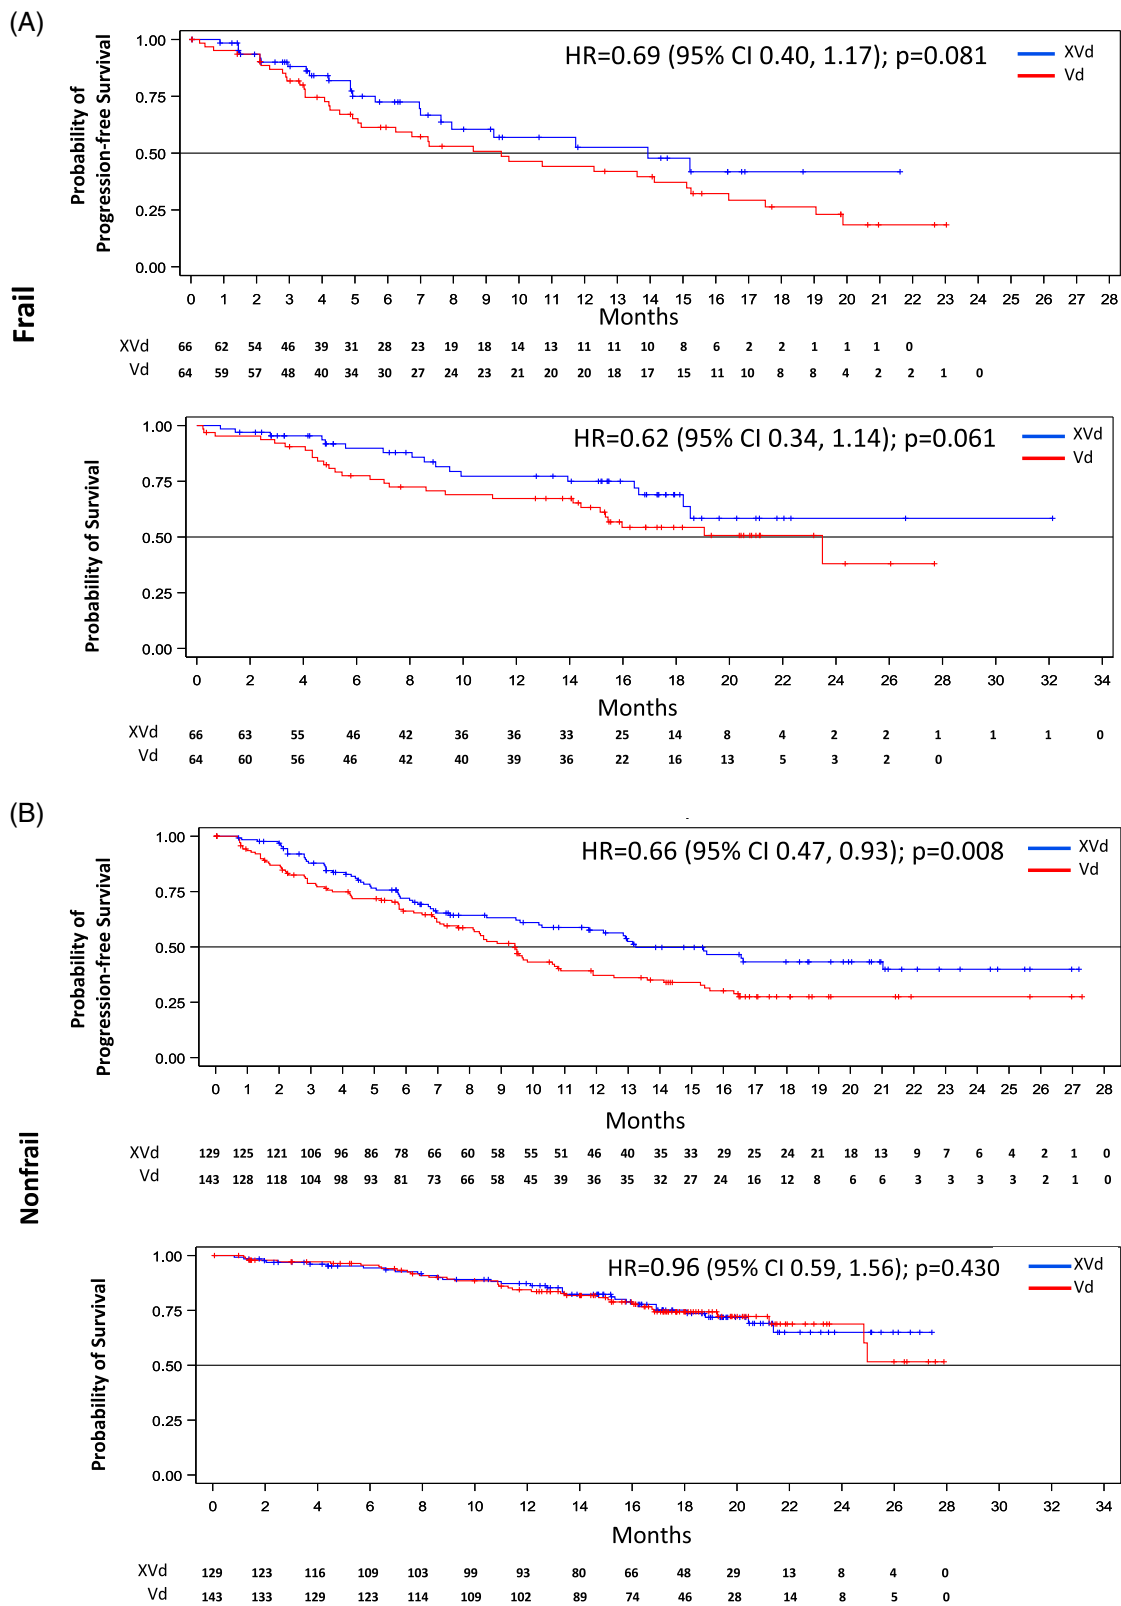 (A)
Frail
Probability of
Progression-free Survival
HR=0.69 (95% CI 0.40, 1.17); p=0.081
XVd
Vd
1.00
0.75
0.50
0.25
0.00
0 1 2 3 4 5 6 7 8 9 10 11 12 13 14 15 16 17 18 19 20 21 22 23 24 25 26 27 28
Months
XVd 66 62 54 46 39 31 28 23 19 18 14 13 11 11 10 8 6 2 2 1 1 1 0
Vd 64 59 57 48 40 34 30 27 24 23 21 20 20 18 17 15 11 10 8 8 4 2 2 1 0
Probability of Survival
HR=0.62 (95% CI 0.34, 1.14); p=0.061
XVd
Vd
1.00
0.75
0.50
0.25
0.00
0 2 4 6 8 10 12 14 16 18 20 22 24 26 28 30 32 34
Months
XVd 66 63 55 46 42 36 36 33 25 14 8 4 2 2 1 1 1 0
Vd 64 60 56 46 42 40 39 36 22 16 13 5 3 2 0
(B)
Nonfrail
Probability of
Progression-free Survival
HR=0.66 (95% CI 0.47, 0.93); p=0.008
XVd
Vd
1.00
0.75
0.50
0.25
0.00
0 1 2 3 4 5 6 7 8 9 10 11 12 13 14 15 16 17 18 19 20 21 22 23 24 25 26 27 28
Months
XVd 129 125 121 106 96 86 78 66 60 58 55 51 46 40 35 33 29 25 24 21 18 13 9 7 6 4 2 1 0
Vd 143 128 118 104 98 93 81 73 66 58 45 39 36 35 32 27 24 16 12 8 6 6 3 3 3 3 2 1 0
Probability of Survival
HR=0.96 (95% CI 0.59, 1.56); p=0.430
XVd
Vd
1.00
0.75
0.50
0.25
0.00
0 2 4 6 8 10 12 14 16 18 20 22 24 26 28 30 32 34
Months
XVd 129 123 116 109 103 99 93 80 66 48 29 13 8 4 0
Vd 143 133 129 123 114 109 102 89 74 46 28 14 8 5 0